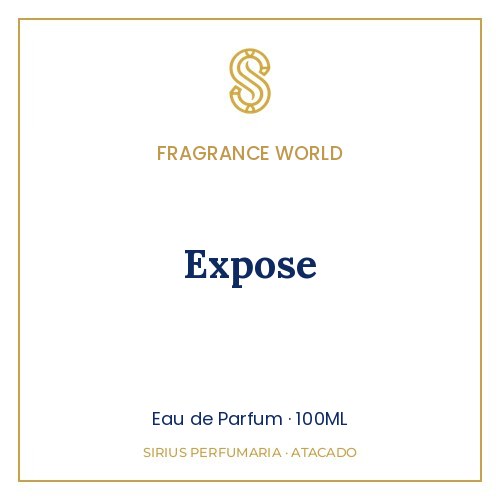 FRAGRANCE WORLD
Expose
Eau de Parfum · 100ML
SIRIUS PERFUMARIA · ATACADO